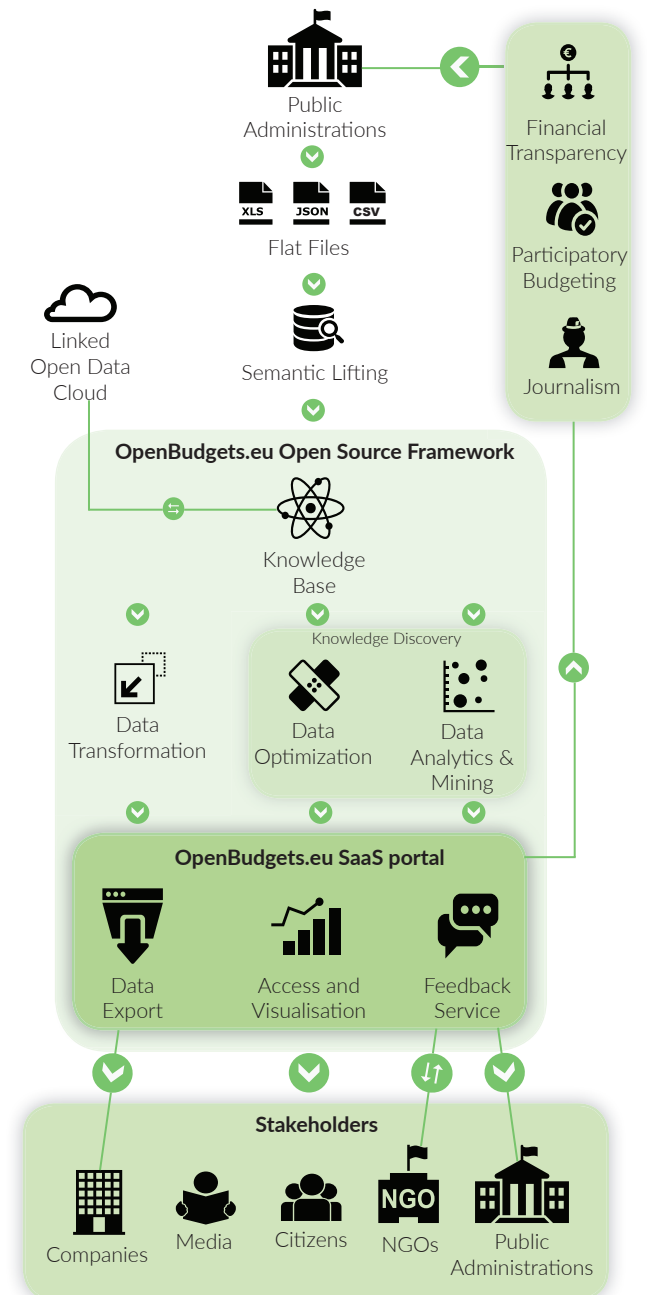 Public
Administrations
€
Financial
Transparency
XLS
JSON
CSV
Flat Files
Participatory
Budgeting
Linked
Open Data
Cloud
Semantic Lifting
Journalism
OpenBudgets.eu Open Source Framework
Knowledge
Base
Knowledge Discovery
Data
Transformation
Data
Optimization
Data
Analytics &
Mining
OpenBudgets.eu SaaS portal
Data
Export
Access and
Visualisation
Feedback
Service
Stakeholders
Companies
Media
Citizens
NGO
NGOs
Public
Administrations